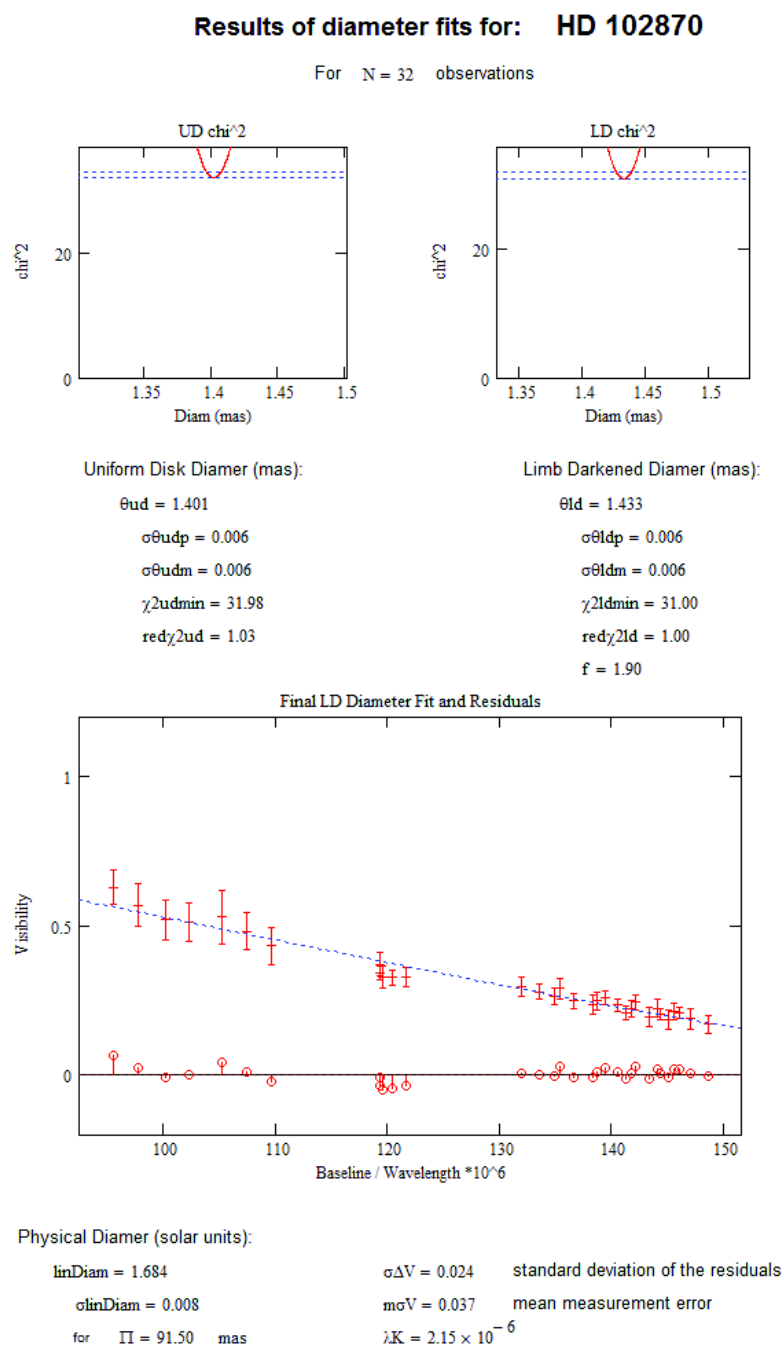 Results of diameter fits for: HD 102870
For N = 32 observations
UD chi^2
LD chi^2
chi^2
20
0
1.35 1.4 1.45 1.5
Diam (mas)
chi^2
20
0
1.35 1.4 1.45 1.5
Diam (mas)
Uniform Disk Diamer (mas):
θud = 1.401
σθudp = 0.006
σθudm = 0.006
χ2udmin = 31.98
redχ2ud = 1.03
Limb Darkened Diamer (mas):
θld = 1.433
σθldp = 0.006
σθldm = 0.006
χ2ldmin = 31.00
redχ2ld = 1.00
f = 1.90
Final LD Diameter Fit and Residuals
Visibility
1
0.5
0
100 110 120 130 140 150
Baseline / Wavelength *10^6
Physical Diamer (solar units):
linDiam = 1.684
σlinDiam = 0.008
for Π = 91.50 mas
σΔV = 0.024 standard deviation of the residuals
mσV = 0.037 mean measurement error
λK = 2.15 × 10⁻⁶